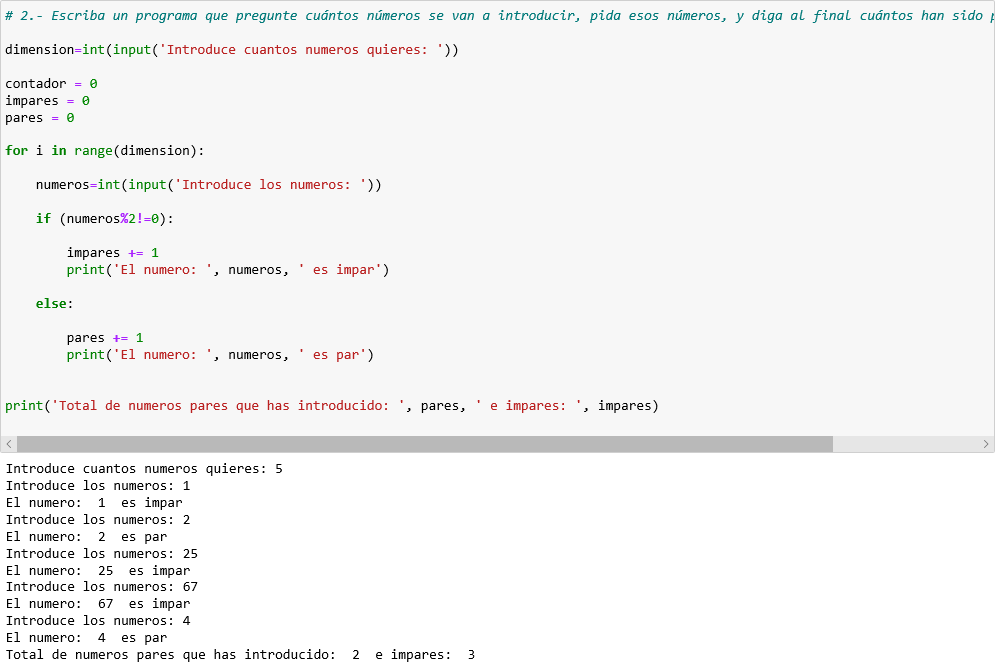 # 2.- Escriba un programa que pregunte cuántos números se van a introducir, pida esos números, y diga al final cuántos han sido
dimension=int(input('Introduce cuantos numeros quieres: '))
contador = 0
impares = 0
pares = 0
for i in range(dimension):
    numeros=int(input('Introduce los numeros: '))
    if (numeros%2!=0):
        impares += 1
        print('El numero: ', numeros, ' es impar')
    else:
        pares += 1
        print('El numero: ', numeros, ' es par')
print('Total de numeros pares que has introducido: ', pares, ' e impares: ', impares)
Introduce cuantos numeros quieres: 5
Introduce los numeros: 1
El numero:  1  es impar
Introduce los numeros: 2
El numero:  2  es par
Introduce los numeros: 25
El numero:  25  es impar
Introduce los numeros: 67
El numero:  67  es impar
Introduce los numeros: 4
El numero:  4  es par
Total de numeros pares que has introducido:  2  e impares:  3